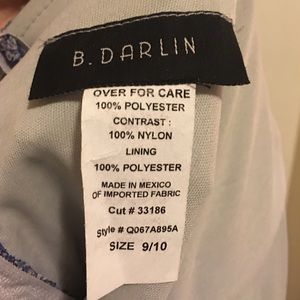 B. DARLIN
OVER FOR CARE
100% POLYESTER
CONTRAST :
100% NYLON
LINING
100% POLYESTER
MADE IN MEXICO
OF IMPORTED FABRIC
Cut # 33186
Style # Q067A895A
SIZE 9/10